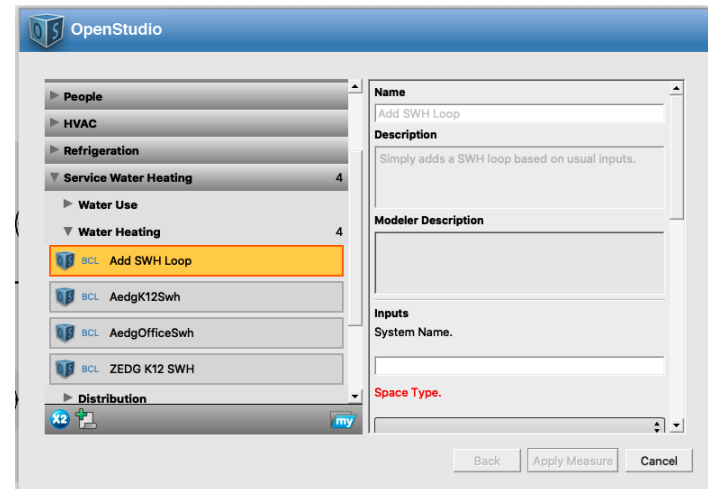 OpenStudio
People
HVAC
Refrigeration
Service Water Heating 4
Water Use
Water Heating 4
BCL Add SWH Loop
BCL AedgK12Swh
BCL AedgOfficeSwh
BCL ZEDG K12 SWH
Distribution
x2
my
Name
Add SWH Loop
Description
Simply adds a SWH loop based on usual inputs.
Modeler Description
Inputs
System Name.
Space Type.
Back Apply Measure Cancel